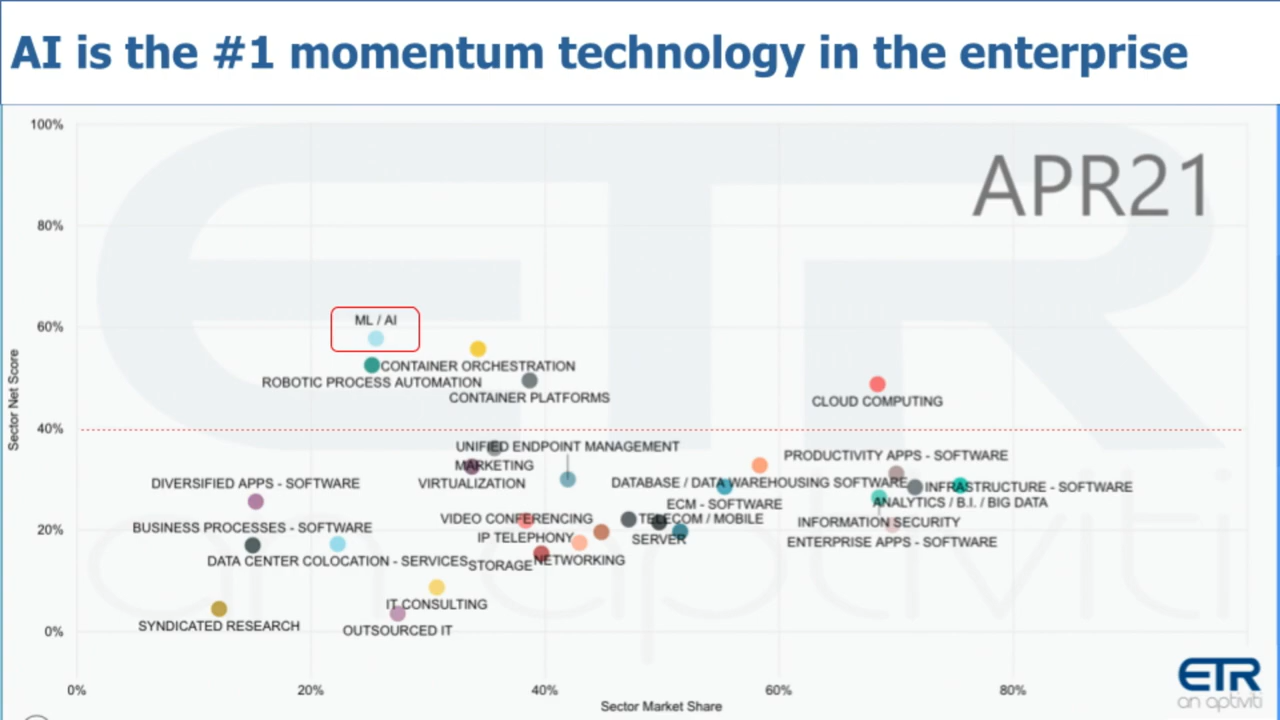 AI is the #1 momentum technology in the enterprise
100%
APR21
80%
ML / AI
60%
CONTAINER ORCHESTRATION
ROBOTIC PROCESS AUTOMATION
CONTAINER PLATFORMS
CLOUD COMPUTING
Sector Net Score
40%
UNIFIED ENDPOINT MANAGEMENT
PRODUCTIVITY APPS - SOFTWARE
MARKETING
DIVERSIFIED APPS - SOFTWARE
VIRTUALIZATION
DATABASE / DATA WAREHOUSING SOFTWARE
INFRASTRUCTURE - SOFTWARE
ECM - SOFTWARE
ANALYTICS / B.I. / BIG DATA
BUSINESS PROCESSES - SOFTWARE
VIDEO CONFERENCING
TELECOM / MOBILE
INFORMATION SECURITY
20%
IP TELEPHONY
SERVER
ENTERPRISE APPS - SOFTWARE
DATA CENTER COLOCATION - SERVICES
STORAGE
NETWORKING
IT CONSULTING
SYNDICATED RESEARCH
OUTSOURCED IT
0%
0%
20%
40%
60%
80%
Sector Market Share
ETR
an aptiviti
ETR
an aptiviti